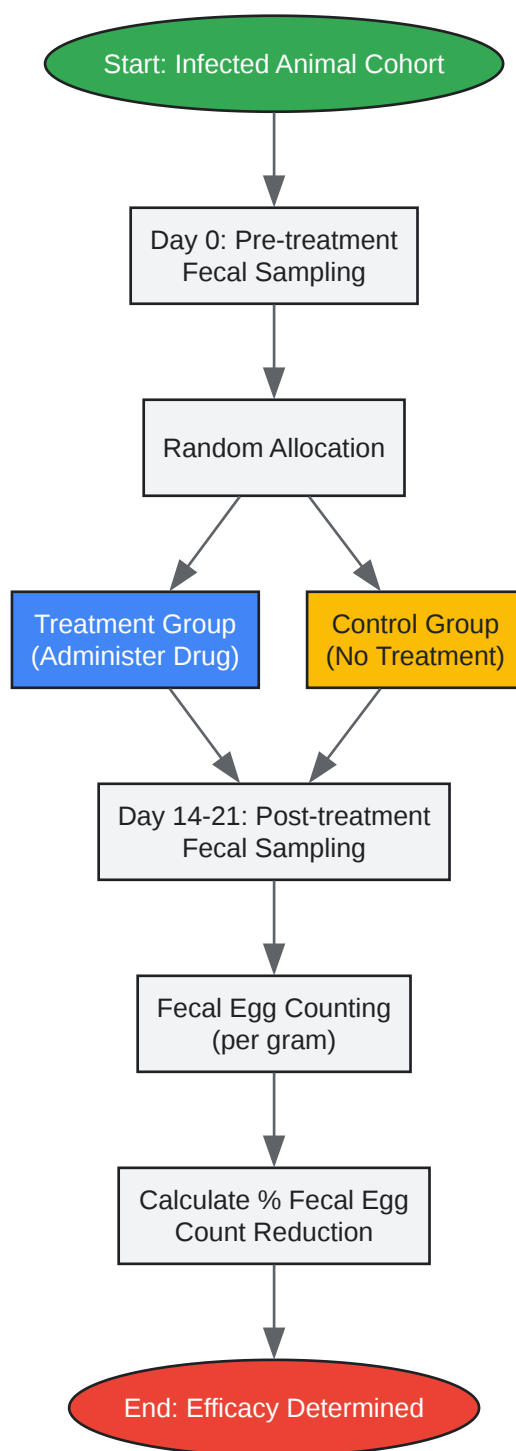 Start: Infected Animal Cohort
Day 0: Pre-treatment
Fecal Sampling
Random Allocation
Treatment Group
(Administer Drug)
Control Group
(No Treatment)
Day 14-21: Post-treatment
Fecal Sampling
Fecal Egg Counting
(per gram)
Calculate % Fecal Egg
Count Reduction
End: Efficacy Determined